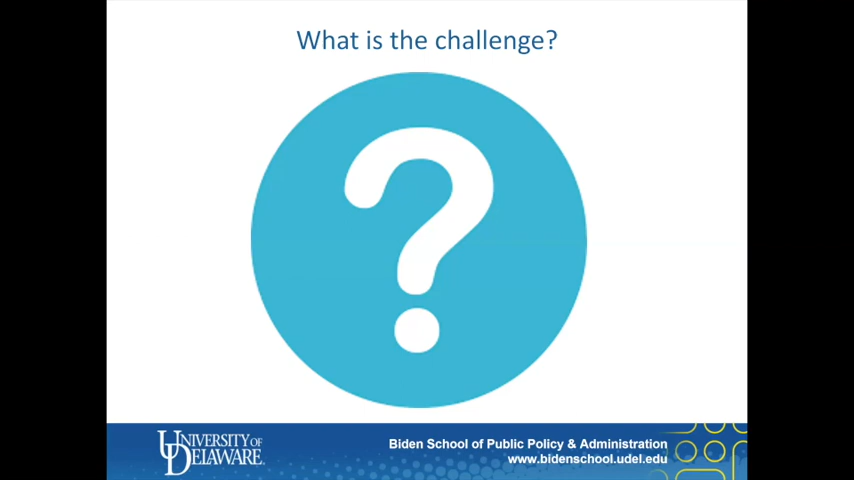 What is the challenge?
?
UNIVERSITY OF
DELAWARE.
Biden School of Public Policy & Administration
www.bidenschool.udel.edu